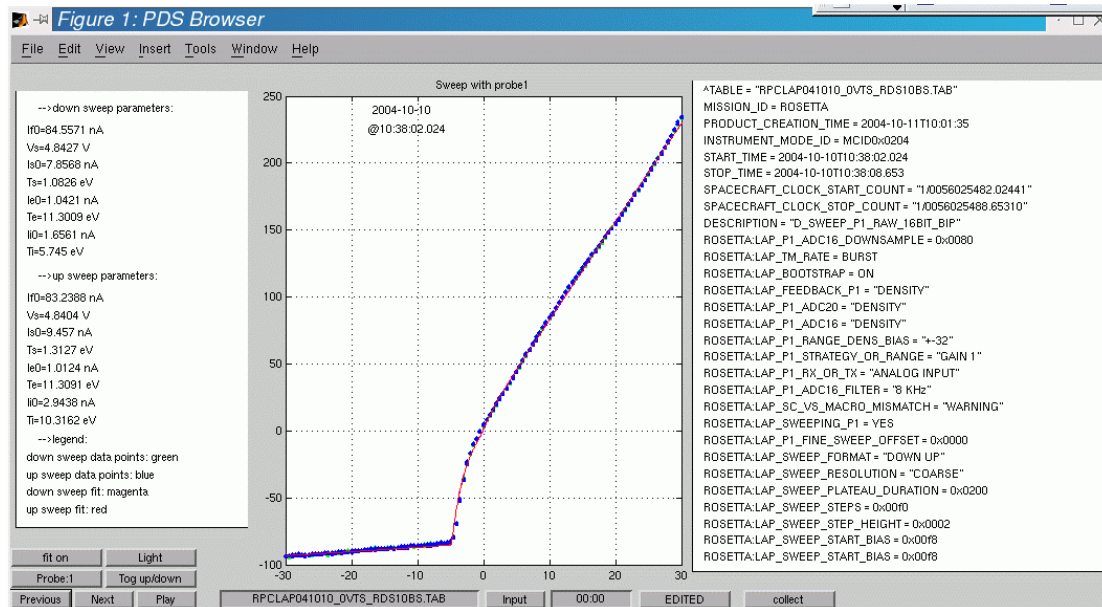 Figure 1: PDS Browser
File Edit View Insert Tools Window Help
-->down sweep parameters:
If0=84.5571 nA
Vs=4.8427 V
Is0=7.8568 nA
Ts=1.0826 eV
Ie0=1.0421 nA
Te=11.3009 eV
Ii0=1.6561 nA
Ti=5.745 eV
-->up sweep parameters:
If0=83.2388 nA
Vs=4.8404 V
Is0=9.457 nA
Ts=1.3127 eV
Ie0=1.0124 nA
Te=11.3091 eV
Ii0=2.9438 nA
Ti=10.3162 eV
-->legend:
down sweep data points: green
up sweep data points: blue
down sweep fit: magenta
up sweep fit: red
Sweep with probe1
2004-10-10
@10:38:02.024
250
200
150
100
50
0
-50
-100
-30 -20 -10 0 10 20 30
^TABLE = "RPCLAP041010_0VTS_RDS10BS.TAB"
MISSION_ID = ROSETTA
PRODUCT_CREATION_TIME = 2004-10-11T10:01:35
INSTRUMENT_MODE_ID = MCID0x0204
START_TIME = 2004-10-10T10:38:02.024
STOP_TIME = 2004-10-10T10:38:08.653
SPACECRAFT_CLOCK_START_COUNT = "1/0056025482.02441"
SPACECRAFT_CLOCK_STOP_COUNT = "1/0056025488.65310"
DESCRIPTION = "D_SWEEP_P1_RAW_16BIT_BIP"
ROSETTA:LAP_P1_ADC16_DOWNSAMPLE = 0x0080
ROSETTA:LAP_TM_RATE = BURST
ROSETTA:LAP_BOOTSTRAP = ON
ROSETTA:LAP_FEEDBACK_P1 = "DENSITY"
ROSETTA:LAP_P1_ADC20 = "DENSITY"
ROSETTA:LAP_P1_ADC16 = "DENSITY"
ROSETTA:LAP_P1_RANGE_DENS_BIAS = "+-32"
ROSETTA:LAP_P1_STRATEGY_OR_RANGE = "GAIN 1"
ROSETTA:LAP_P1_RX_OR_TX = "ANALOG INPUT"
ROSETTA:LAP_P1_ADC16_FILTER = "8 KHz"
ROSETTA:LAP_SC_VS_MACRO_MISMATCH = "WARNING"
ROSETTA:LAP_SWEEPING_P1 = YES
ROSETTA:LAP_P1_FINE_SWEEP_OFFSET = 0x0000
ROSETTA:LAP_SWEEP_FORMAT = "DOWN UP"
ROSETTA:LAP_SWEEP_RESOLUTION = "COARSE"
ROSETTA:LAP_SWEEP_PLATEAU_DURATION = 0x0200
ROSETTA:LAP_SWEEP_STEPS = 0x00f0
ROSETTA:LAP_SWEEP_STEP_HEIGHT = 0x0002
ROSETTA:LAP_SWEEP_START_BIAS = 0x00f8
ROSETTA:LAP_SWEEP_START_BIAS = 0x00f8
fit on Light
Probe:1 Tog up/down
Previous Next Play RPCLAP041010_0VTS_RDS10BS.TAB Input 00:00 EDITED collect